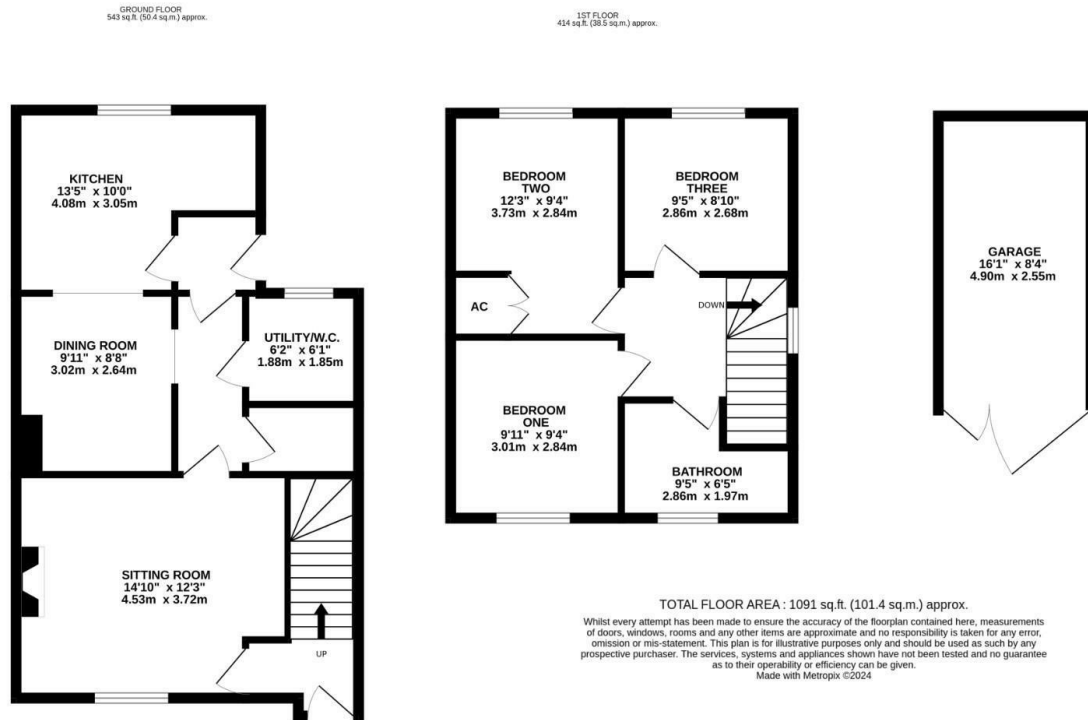 GROUND FLOOR
543 sq.ft. (50.4 sq.m.) approx.
1ST FLOOR
414 sq.ft. (38.5 sq.m.) approx.
KITCHEN
13'5" x 10'0"
4.08m x 3.05m
DINING ROOM
9'11" x 8'8"
3.02m x 2.64m
UTILITY/W.C.
6'2" x 6'1"
1.88m x 1.85m
SITTING ROOM
14'10" x 12'3"
4.53m x 3.72m
UP
BEDROOM
TWO
12'3" x 9'4"
3.73m x 2.84m
BEDROOM
THREE
9'5" x 8'10"
2.86m x 2.68m
AC
DOWN
BEDROOM
ONE
9'11" x 9'4"
3.01m x 2.84m
BATHROOM
9'5" x 6'5"
2.86m x 1.97m
GARAGE
16'1" x 8'4"
4.90m x 2.55m
TOTAL FLOOR AREA : 1091 sq.ft. (101.4 sq.m.) approx.
Whilst every attempt has been made to ensure the accuracy of the floorplan contained here, measurements
of doors, windows, rooms and any other items are approximate and no responsibility is taken for any error,
omission or mis-statement. This plan is for illustrative purposes only and should be used as such by any
prospective purchaser. The services, systems and appliances shown have not been tested and no guarantee
as to their operability or efficiency can be given.
Made with Metropix ©2024